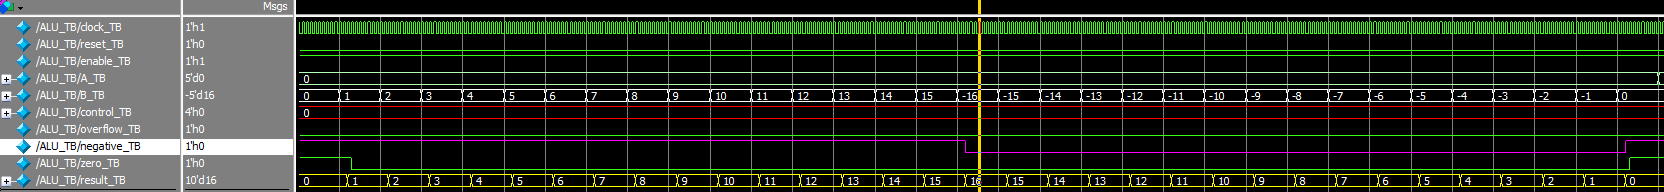 Msgs
/ALU_TB/clock_TB 1'h1
/ALU_TB/reset_TB 1'h0
/ALU_TB/enable_TB 1'h1
/ALU_TB/A_TB 5'd0 0
/ALU_TB/B_TB -5'd16 0 1 2 3 4 5 6 7 8 9 10 11 12 13 14 15 -16 -15 -14 -13 -12 -11 -10 -9 -8 -7 -6 -5 -4 -3 -2 -1 0
/ALU_TB/control_TB 4'h0 0
/ALU_TB/overflow_TB 1'h0
/ALU_TB/negative_TB 1'h0
/ALU_TB/zero_TB 1'h0
/ALU_TB/result_TB 10'd16 0 1 2 3 4 5 6 7 8 9 10 11 12 13 14 15 16 15 14 13 12 11 10 9 8 7 6 5 4 3 2 1 0